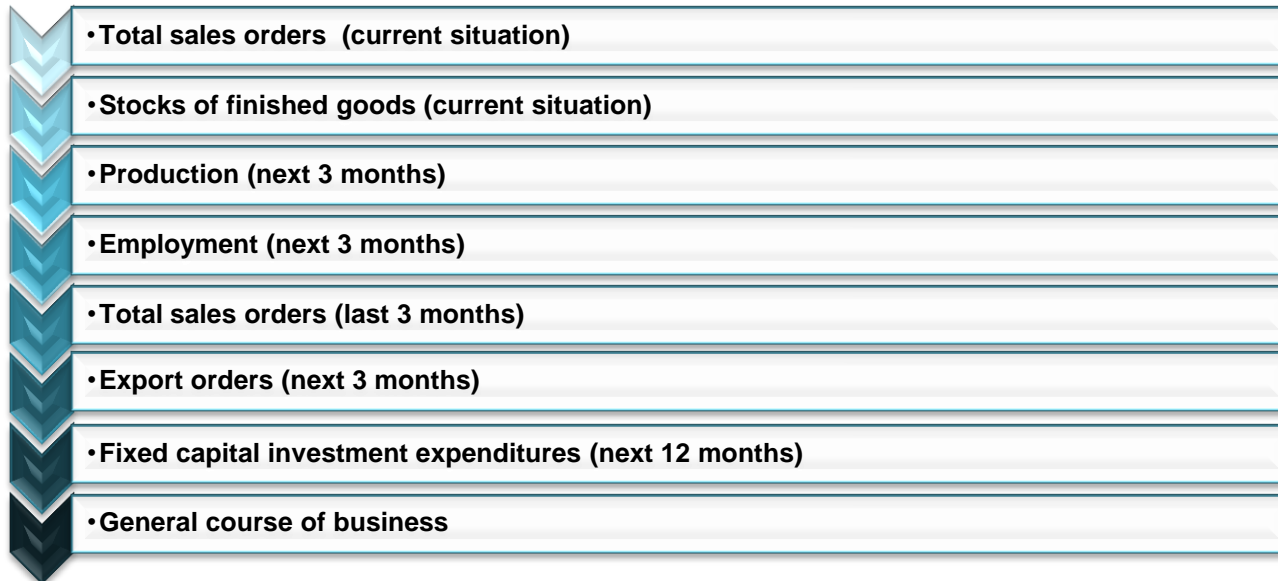 •Total sales orders  (current situation)
•Stocks of finished goods (current situation)
•Production (next 3 months)
•Employment (next 3 months)
•Total sales orders (last 3 months)
•Export orders (next 3 months)
•Fixed capital investment expenditures (next 12 months)
•General course of business